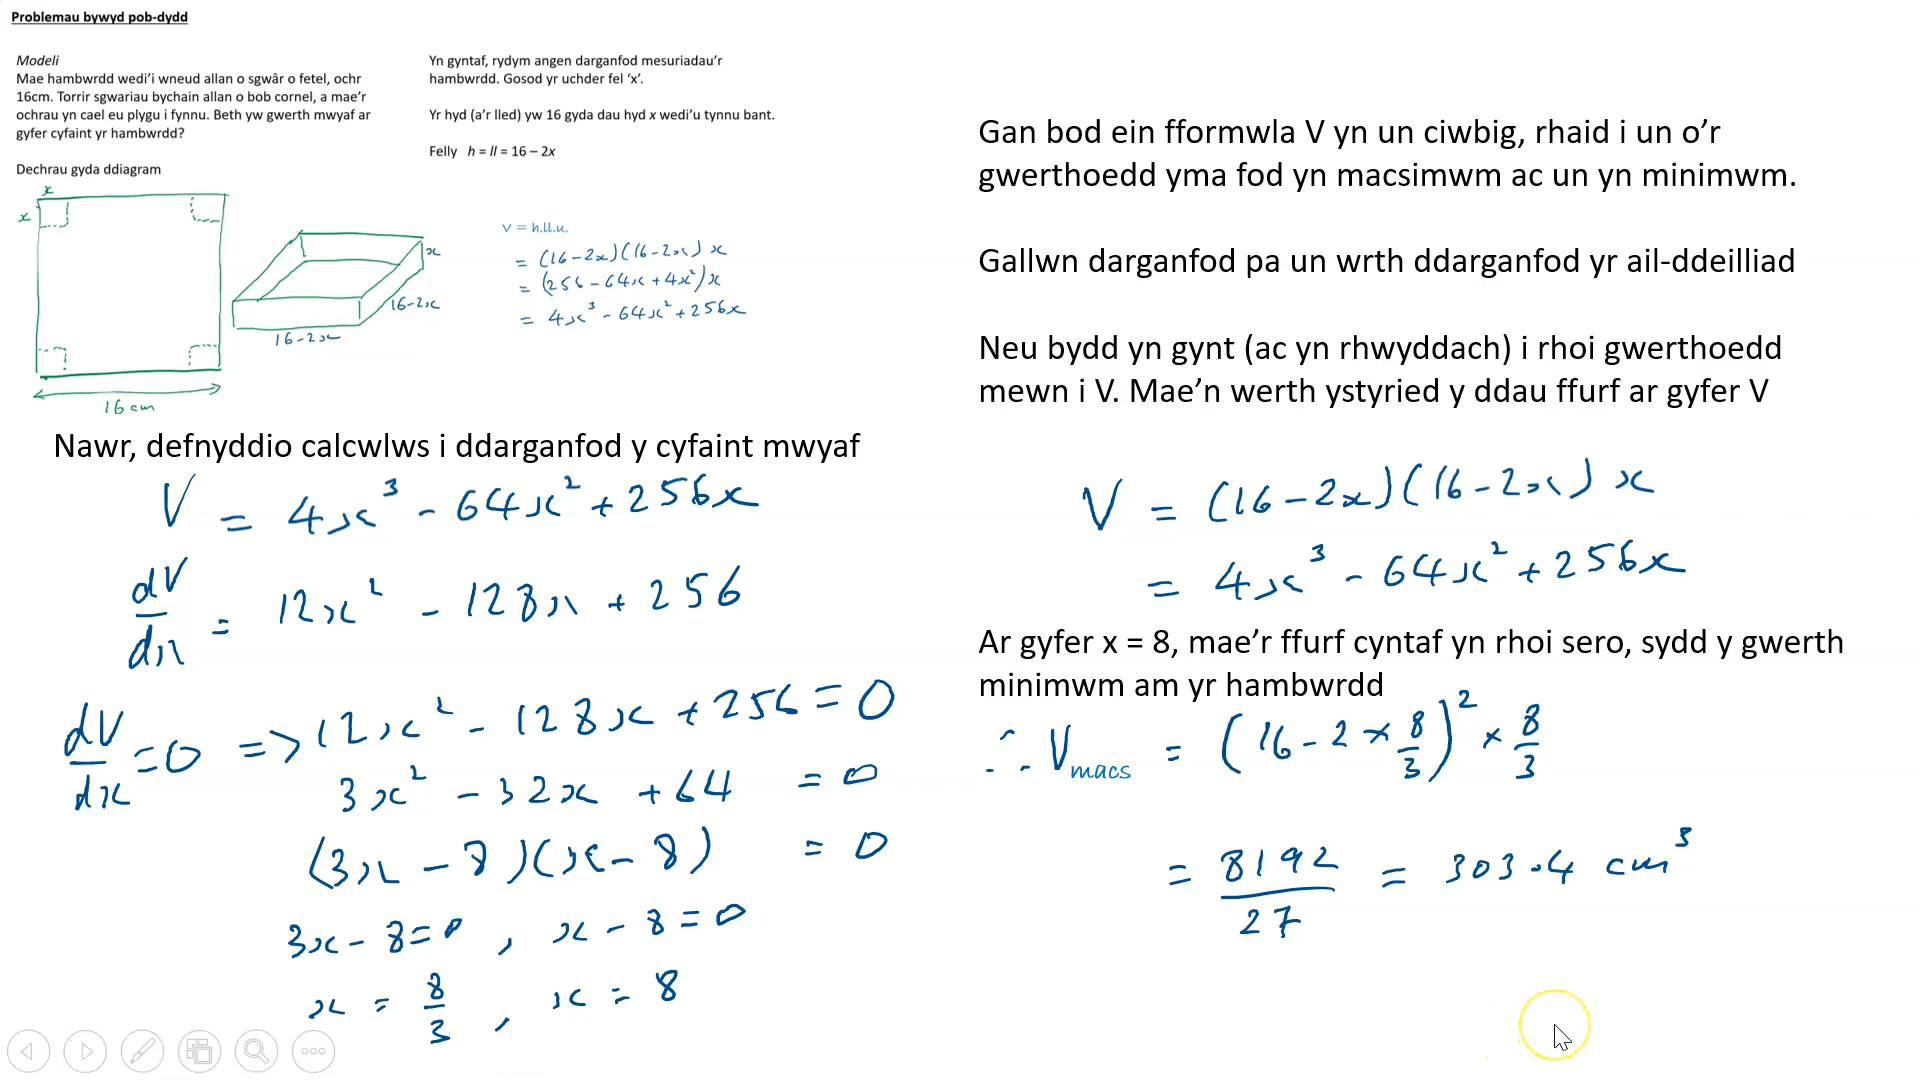 Problemau bywyd pob-dydd
Modeli
Mae hambwrdd wedi’i wneud allan o sgwâr o fetel, ochr
16cm. Torrir sgwariau bychain allan o bob cornel, a mae’r
ochrau yn cael eu plygu i fynnu. Beth yw gwerth mwyaf ar
gyfer cyfaint yr hambwrdd?
Dechrau gyda ddiagram
x
x
16 cm
x
16-2x
16-2x
Yn gyntaf, rydym angen darganfod mesuriadau’r
hambwrdd. Gosod yr uchder fel ‘x’.
Yr hyd (a’r lled) yw 16 gyda dau hyd x wedi’u tynnu bant.
Felly h = ll = 16 – 2x
V = h.ll.u.
= (16-2x)(16-2x) x
= (256-64x+4x²)x
= 4x³-64x²+256x
Nawr, defnyddio calcwlws i ddarganfod y cyfaint mwyaf
V = 4x³-64x²+256x
dV/dx = 12x² - 128x + 256
dV/dx = 0 => 12x² - 128x + 256 = 0
3x² - 32x + 64 = 0
(3x - 8)(x - 8) = 0
3x - 8 = 0 , x - 8 = 0
x = 8/3 , x = 8
Gan bod ein fformwla V yn un ciwbig, rhaid i un o’r
gwerthoedd yma fod yn macsimwm ac un yn minimwm.
Gallwn darganfod pa un wrth ddarganfod yr ail-ddeilliad
Neu bydd yn gynt (ac yn rhwyddach) i rhoi gwerthoedd
mewn i V. Mae’n werth ystyried y ddau ffurf ar gyfer V
V = (16-2x)(16-2x) x
= 4x³-64x²+256x
Ar gyfer x = 8, mae’r ffurf cyntaf yn rhoi sero, sydd y gwerth
minimwm am yr hambwrdd
∴ Vmacs = (16 - 2 × 8/3)² × 8/3
= 8192/27 = 303.4 cm³